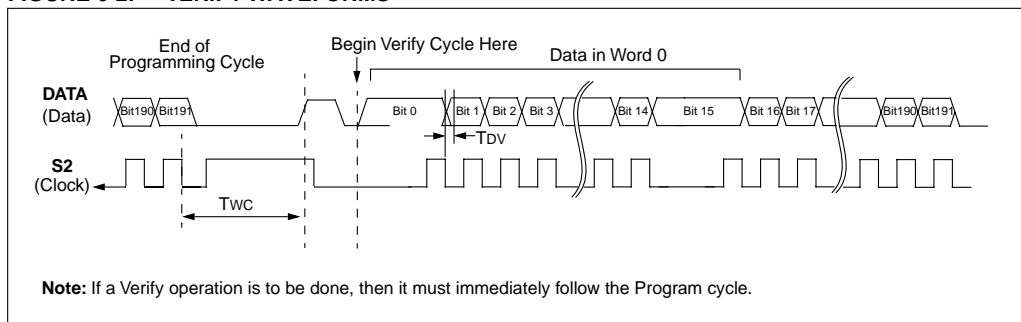 End of
Programming Cycle
Begin Verify Cycle Here
Data in Word 0
DATA
(Data)
Bit190 Bit191 Bit 0 Bit 1 Bit 2 Bit 3 Bit 14 Bit 15 Bit 16 Bit 17 Bit190 Bit191
TDV
S2
(Clock)
TWC
Note: If a Verify operation is to be done, then it must immediately follow the Program cycle.